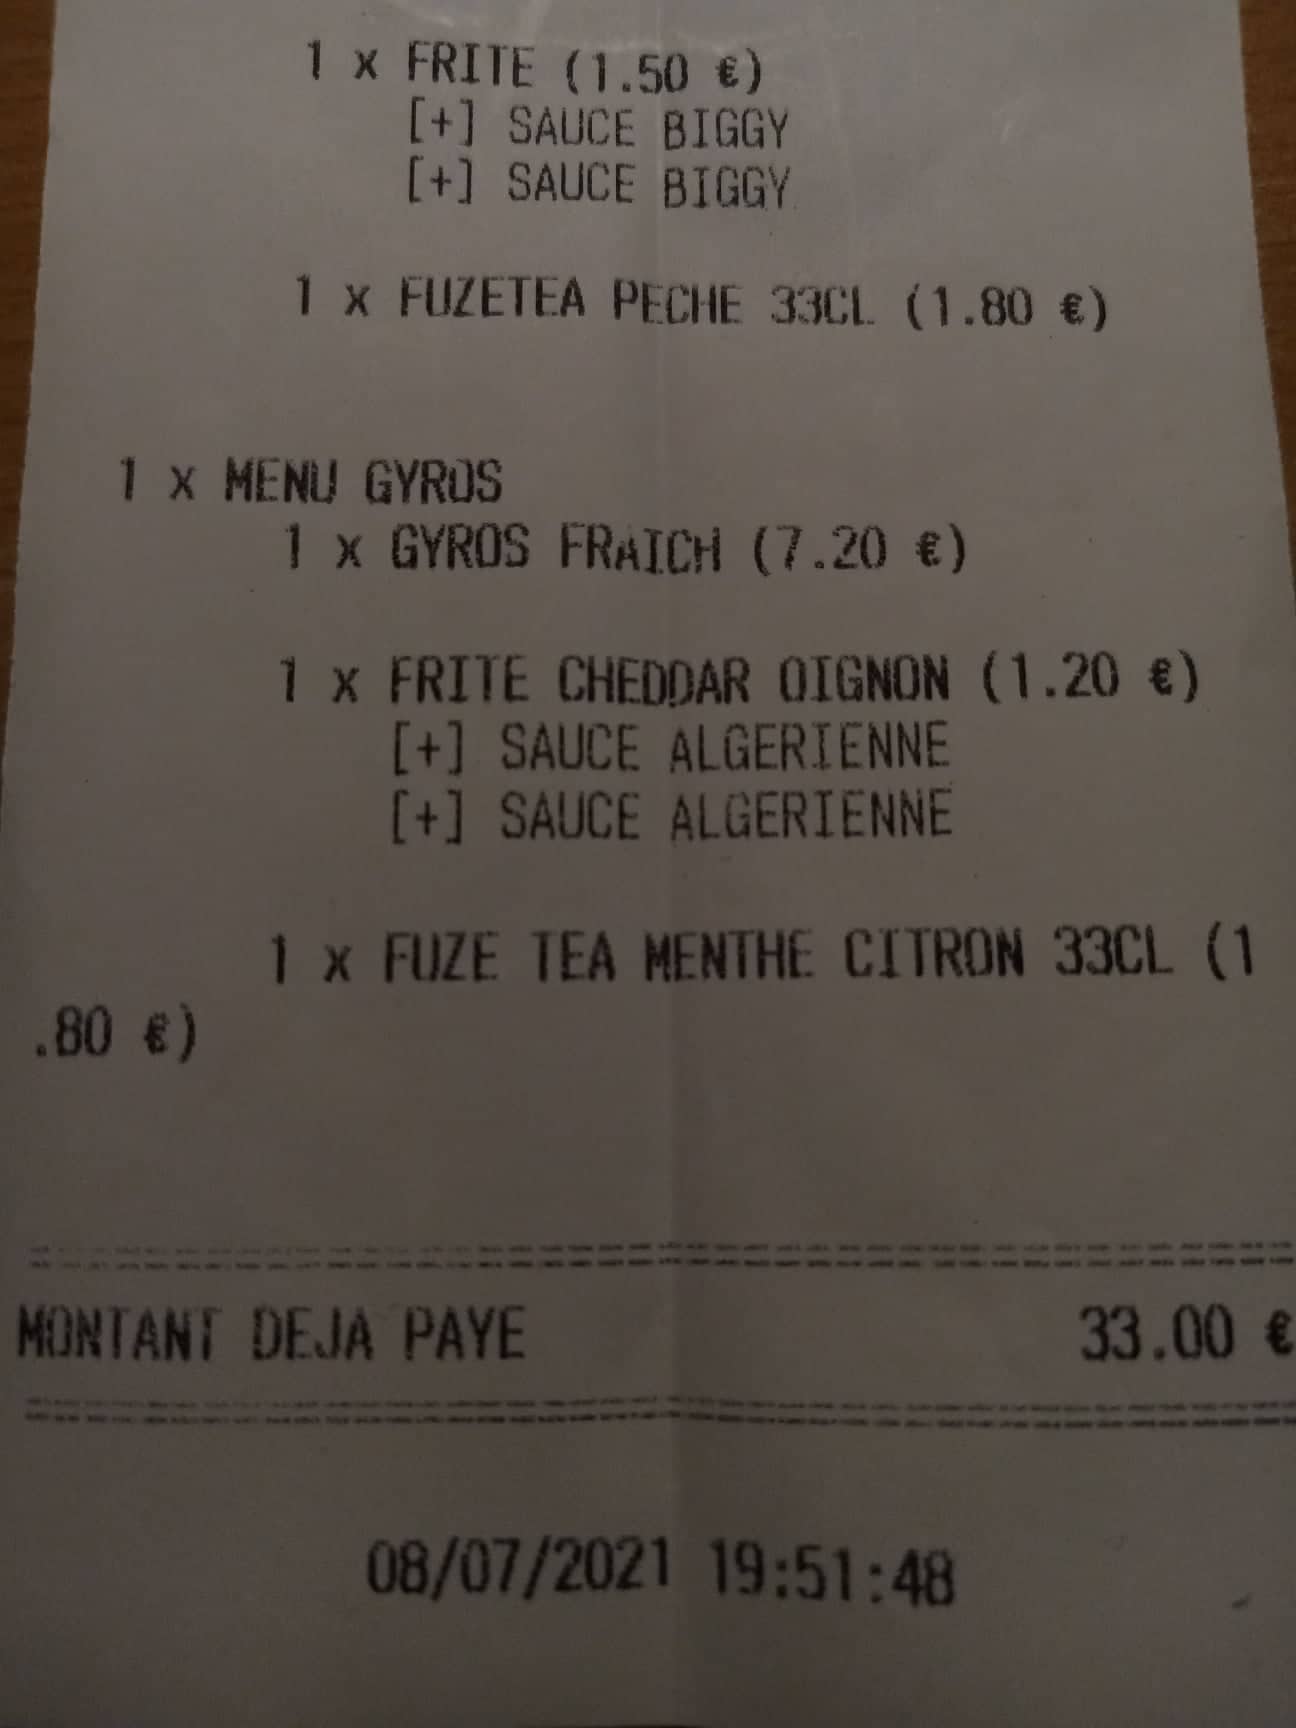 1 x FRITE (1.50 €)
[+] SAUCE BIGGY
[+] SAUCE BIGGY
1 x FUZETEA PECHE 33CL (1.80 €)
1 x MENU GYROS
1 x GYROS FRAICH (7.20 €)
1 x FRITE CHEDDAR OIGNON (1.20 €)
[+] SAUCE ALGERIENNE
[+] SAUCE ALGERIENNE
1 x FUZE TEA MENTHE CITRON 33CL (1
.80 €)
MONTANT DEJA PAYE 33.00 €
08/07/2021 19:51:48